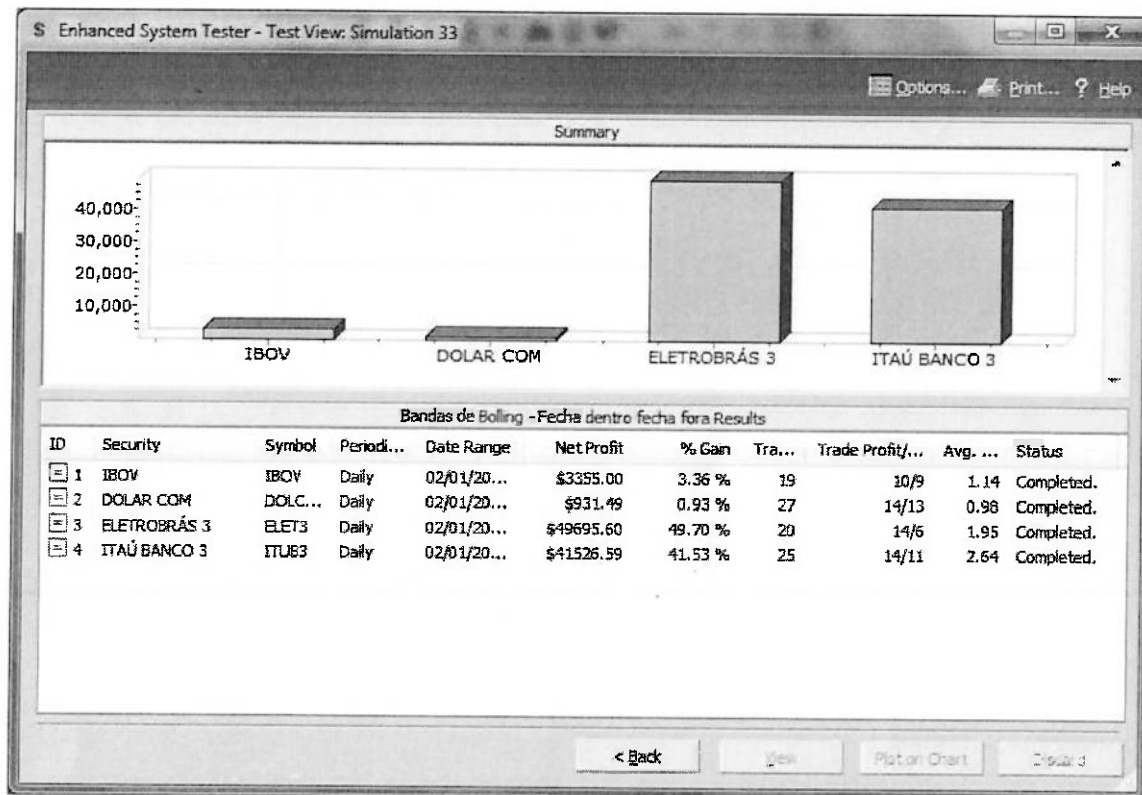 S Enhanced System Tester - Test View: Simulation 33
Options... Print... ? Help
Summary
40,000
30,000
20,000
10,000
IBOV DOLAR COM ELETROBRÁS 3 ITAÚ BANCO 3
Bandas de Bolling - Fecha dentro fecha fora Results
ID Security Symbol Periodi... Date Range Net Profit % Gain Tra... Trade Profit/... Avg. ... Status
1 IBOV IBOV Daily 02/01/20... $3355.00 3.36 % 19 10/9 1.14 Completed.
2 DOLAR COM DOLC... Daily 02/01/20... $931.49 0.93 % 27 14/13 0.98 Completed.
3 ELETROBRÁS 3 ELET3 Daily 02/01/20... $49695.60 49.70 % 20 14/6 1.95 Completed.
4 ITAÚ BANCO 3 ITUB3 Daily 02/01/20... $41526.59 41.53 % 25 14/11 2.64 Completed.
< Back View Plot on Chart Discard